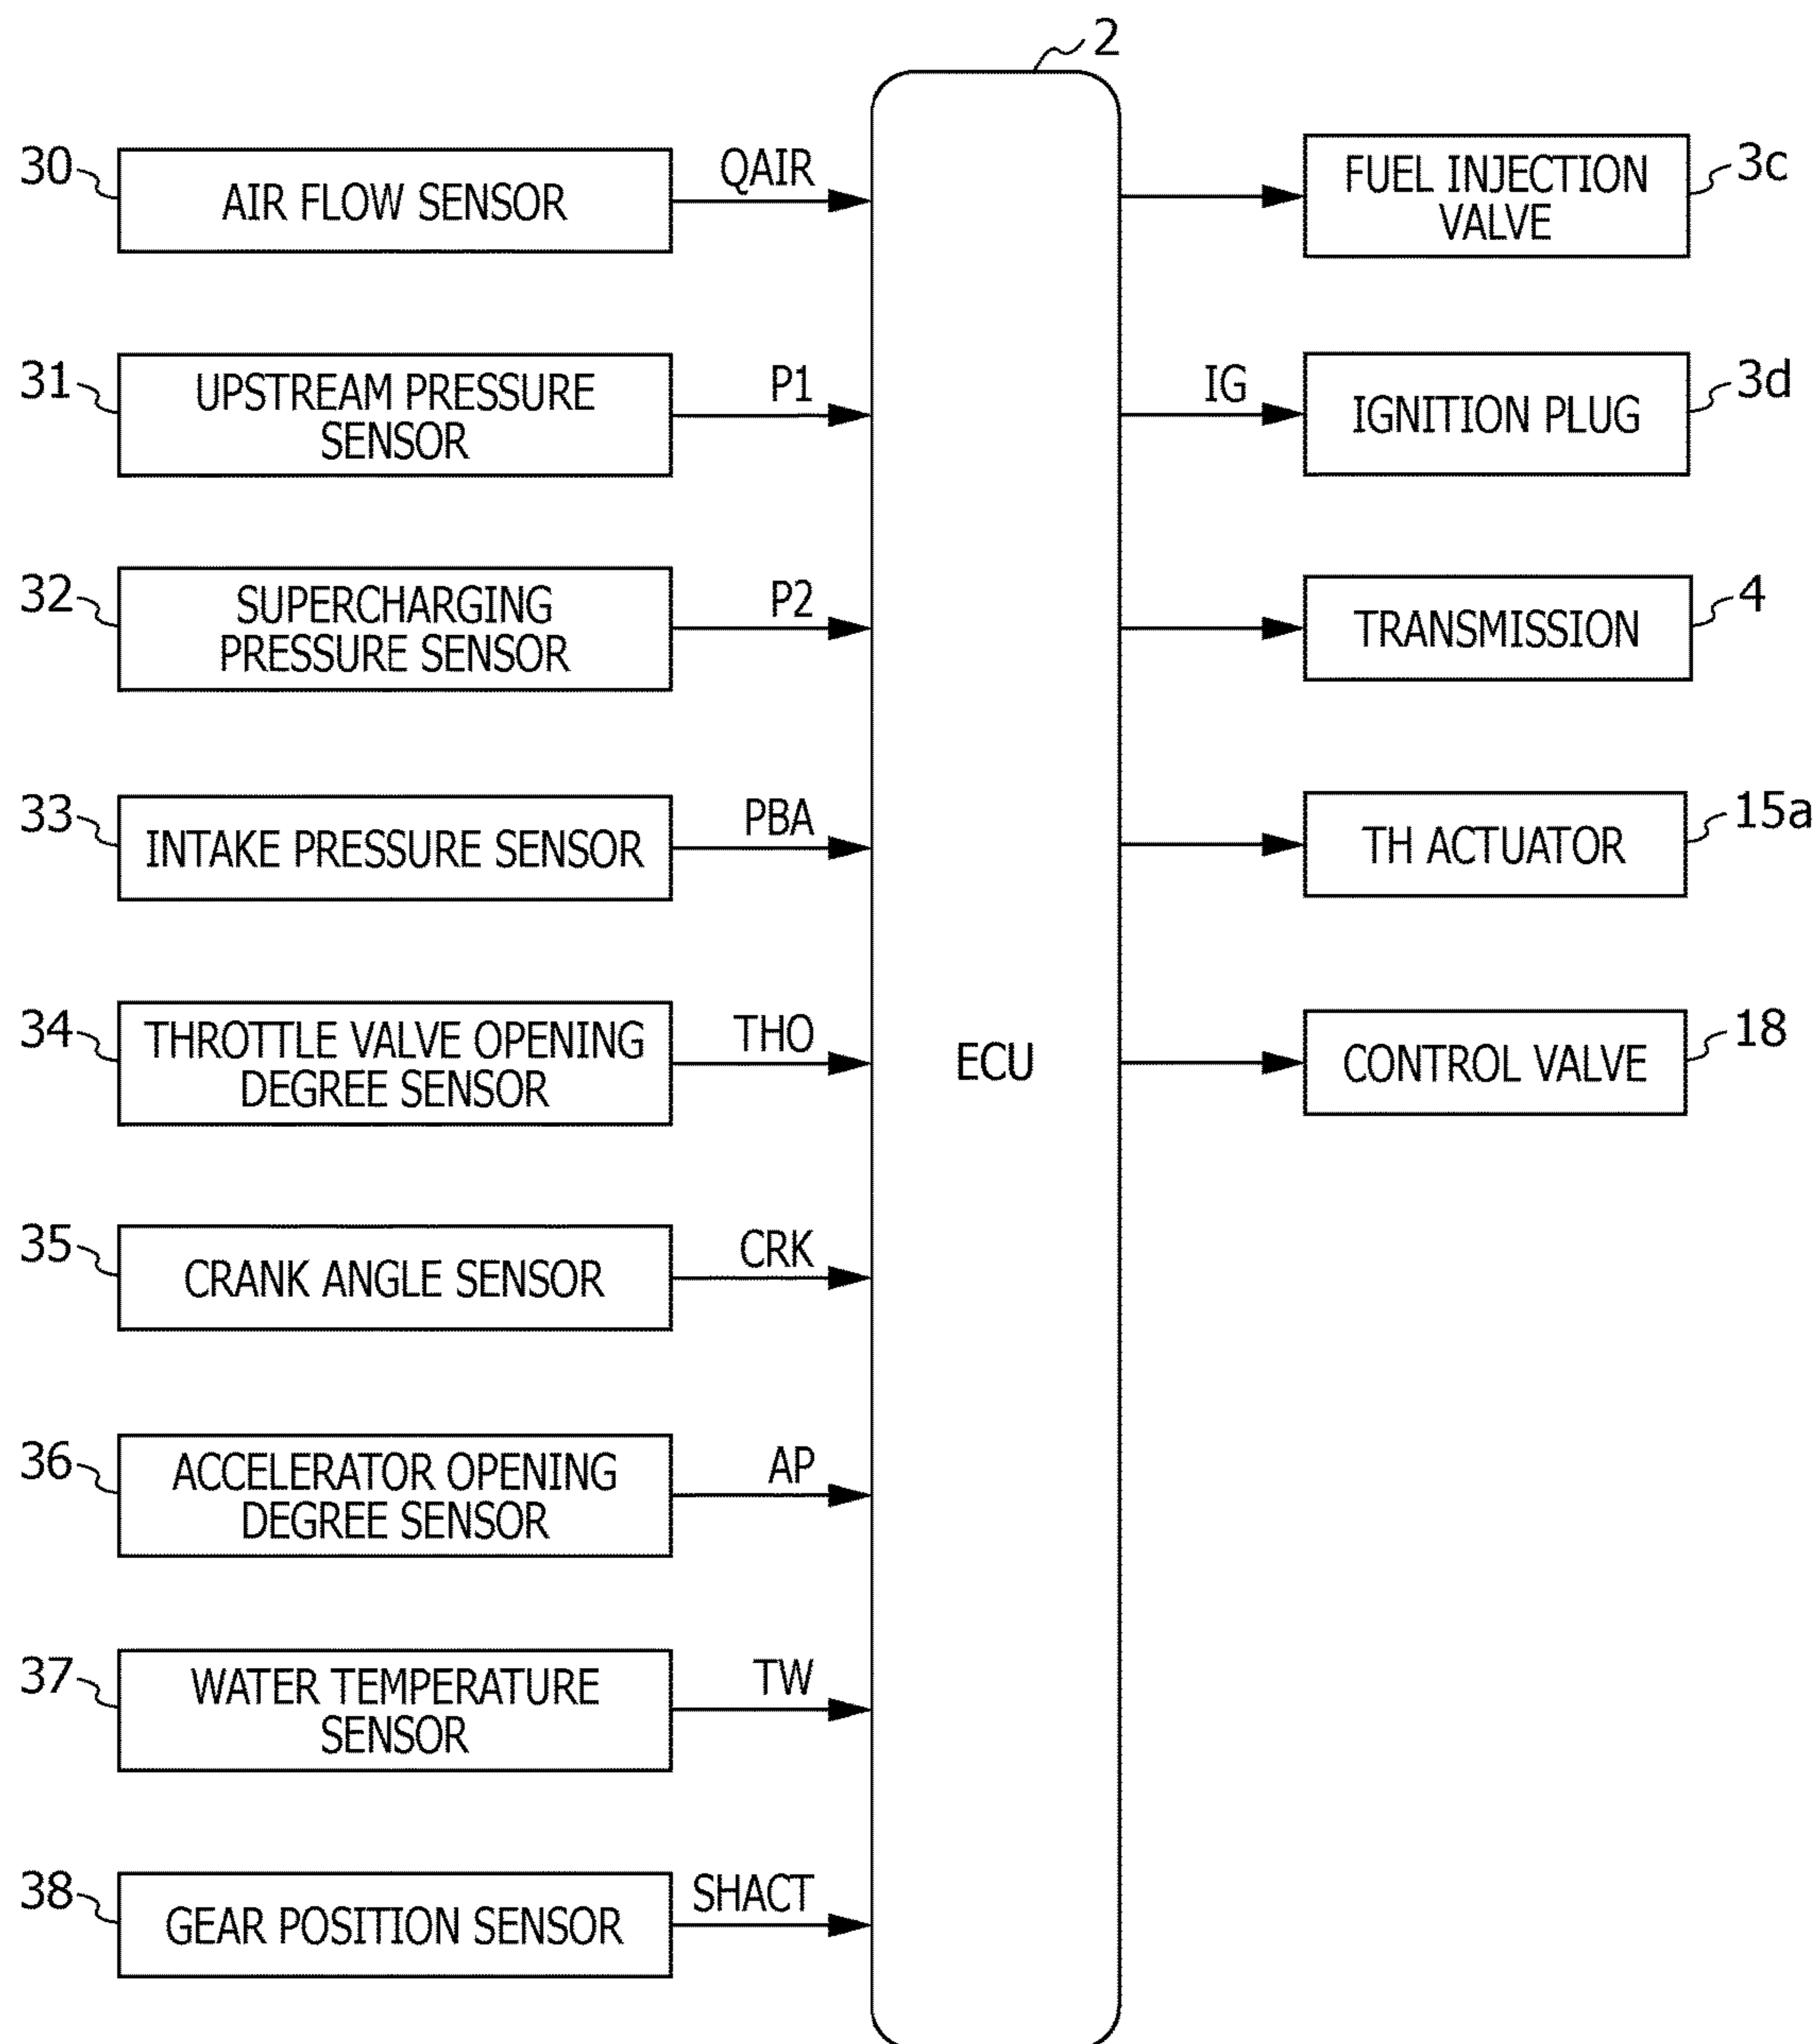 2
30
AIR FLOW SENSOR
QAIR
31
UPSTREAM PRESSURE
SENSOR
P1
32
SUPERCHARGING
PRESSURE SENSOR
P2
33
INTAKE PRESSURE SENSOR
PBA
34
THROTTLE VALVE OPENING
DEGREE SENSOR
THO
35
CRANK ANGLE SENSOR
CRK
36
ACCELERATOR OPENING
DEGREE SENSOR
AP
37
WATER TEMPERATURE
SENSOR
TW
38
GEAR POSITION SENSOR
SHACT
ECU
FUEL INJECTION
VALVE
3c
IG
IGNITION PLUG
3d
TRANSMISSION
4
TH ACTUATOR
15a
CONTROL VALVE
18